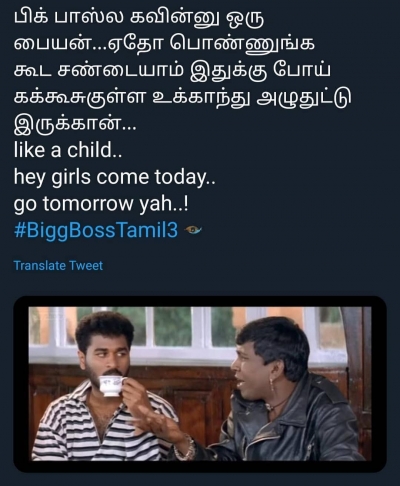 பிக் பாஸ்ல கவின்னு ஒரு
பையன்...ஏதோ பொண்ணுங்க
கூட சண்டையாம் இதுக்கு போய்
கக்கூசுகுள்ள உக்காந்து அழுதுட்டு
இருக்கான்...
like a child..
hey girls come today..
go tomorrow yah..!
#BiggBossTamil3
Translate Tweet